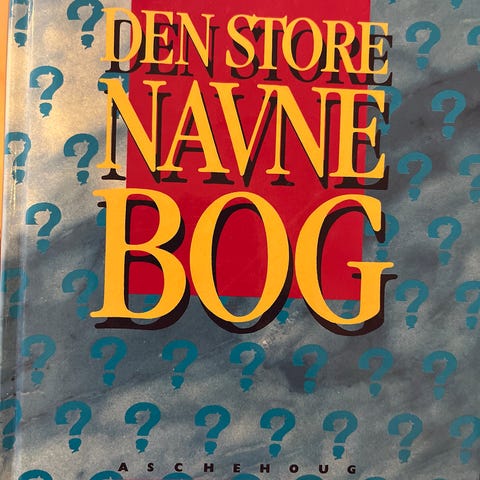 DEN STORE
NAVNE
BOG
ASCHEHOUG